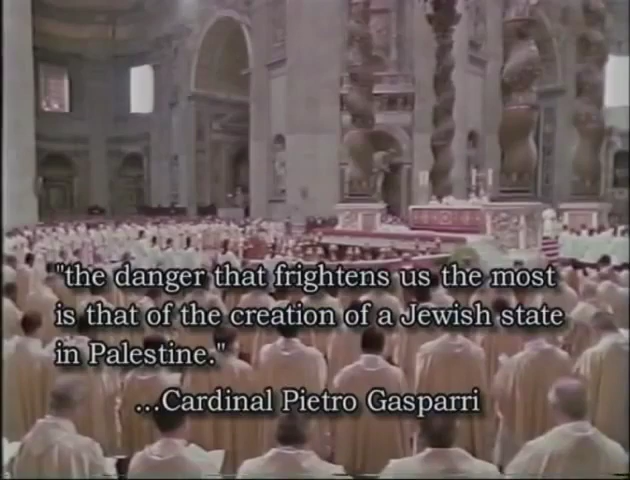 "the danger that frightens us the most
is that of the creation of a Jewish state
in Palestine."
...Cardinal Pietro Gasparri